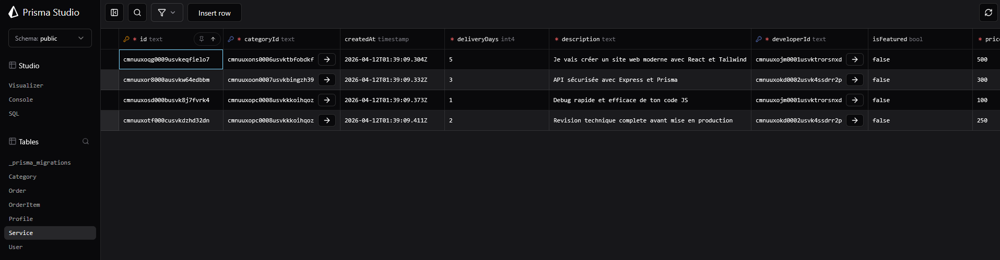 Prisma Studio
Insert row
Schema: public
Studio
Visualizer
Console
SQL
Tables
_prisma_migrations
Category
Order
OrderItem
Profile
Service
User
* id text * categoryId text createdAt timestamp * deliveryDays int4 * description text * developerId text isFeatured bool * price
cmnuuxoqg0009usvkeqfielo7 cmnuuxons0006usvktbfobdkf 2026-04-12T01:39:09.304Z 5 Je vais créer un site web moderne avec React et Tailwind cmnuuxojm0001usvktrorsnxd false 500
cmnuuxor8000ausvkw64edbbm cmnuuxoon0007usvkbingzh39 2026-04-12T01:39:09.332Z 3 API sécurisée avec Express et Prisma cmnuuxokd0002usvk4ssdrr2p false 300
cmnuuxosd000busvk8j7fvrk4 cmnuuxopc0008usvkkkoihqoz 2026-04-12T01:39:09.373Z 1 Debug rapide et efficace de ton code JS cmnuuxojm0001usvktrorsnxd false 100
cmnuuxotf000cusvkdzhd32dn cmnuuxopc0008usvkkkoihqoz 2026-04-12T01:39:09.411Z 2 Revision technique complete avant mise en production cmnuuxokd0002usvk4ssdrr2p false 250